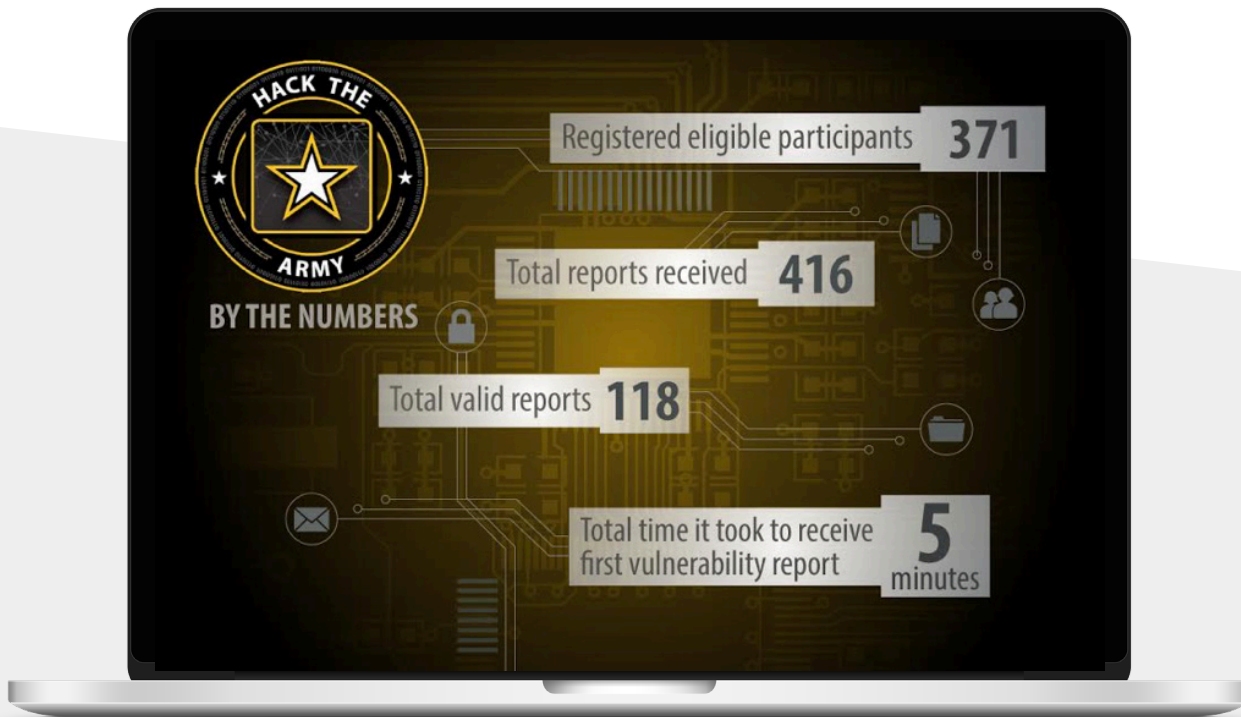 HACK THE
ARMY
BY THE NUMBERS
Registered eligible participants 371
Total reports received 416
Total valid reports 118
Total time it took to receive
first vulnerability report
5
minutes